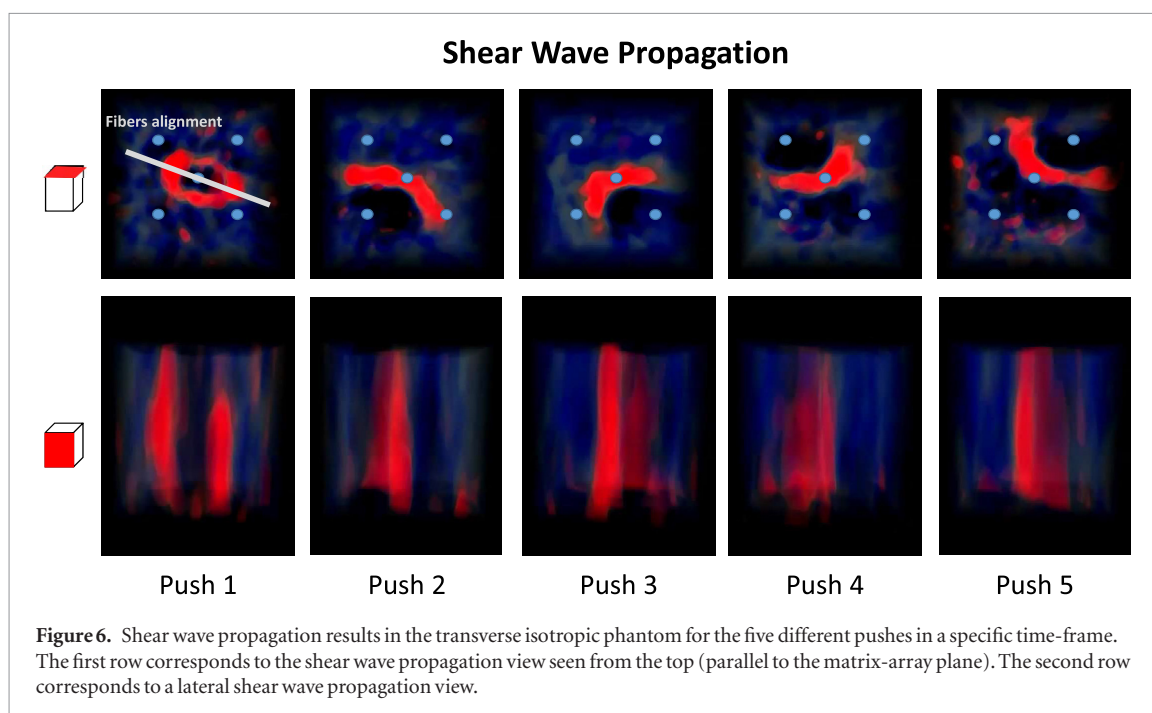 Shear Wave Propagation
Fibers alignment
Push 1 Push 2 Push 3 Push 4 Push 5
Figure 6. Shear wave propagation results in the transverse isotropic phantom for the five different pushes in a specific time-frame.
The first row corresponds to the shear wave propagation view seen from the top (parallel to the matrix-array plane). The second row
corresponds to a lateral shear wave propagation view.